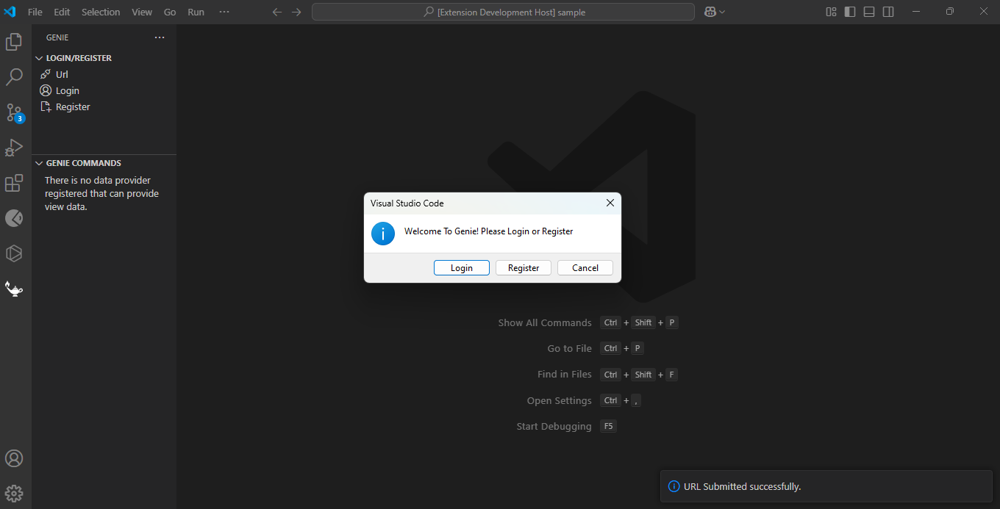 File Edit Selection View Go Run ···
[Extension Development Host] sample
GENIE ···
LOGIN/REGISTER
Url
Login
Register
3
GENIE COMMANDS
There is no data provider
registered that can provide
view data.
Visual Studio Code
Welcome To Genie! Please Login or Register
Login Register Cancel
Show All Commands Ctrl + Shift + P
Go to File Ctrl + P
Find in Files Ctrl + Shift + F
Open Settings Ctrl + ,
Start Debugging F5
URL Submitted successfully.